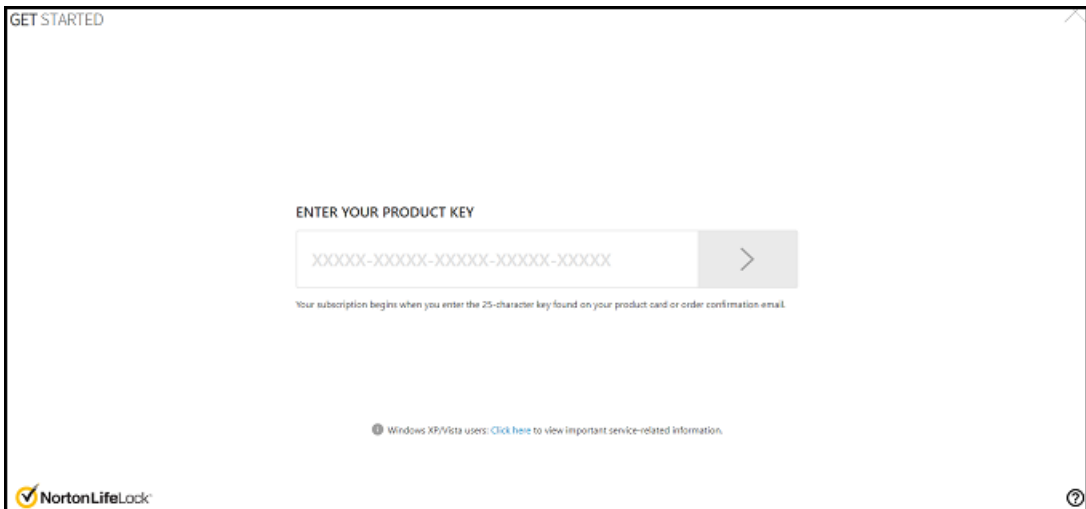 GET STARTED
ENTER YOUR PRODUCT KEY
XXXXX-XXXXX-XXXXX-XXXXX-XXXXX
Your subscription begins when you enter the 25-character key found on your product card or order confirmation email.
Windows XP/Vista users: Click here to view important service-related information.
NortonLifeLock